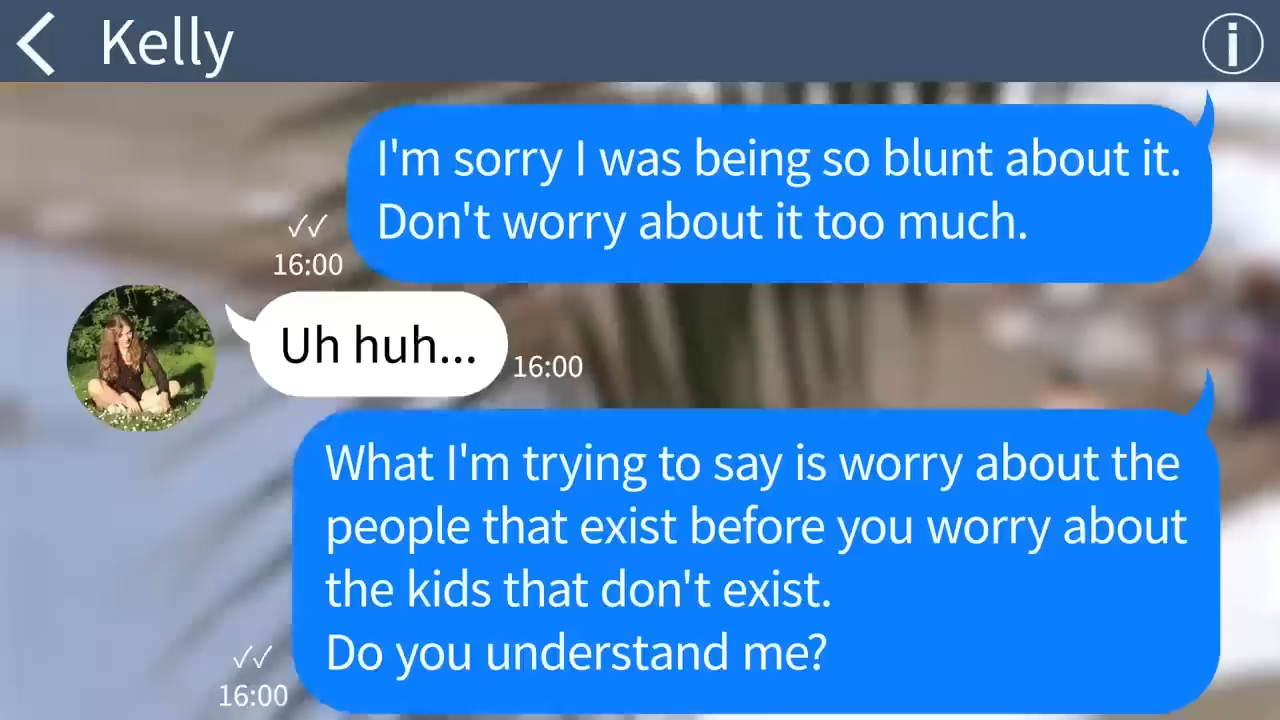 Kelly
i
I'm sorry I was being so blunt about it.
Don't worry about it too much.
16:00
Uh huh...
16:00
What I'm trying to say is worry about the
people that exist before you worry about
the kids that don't exist.
Do you understand me?
16:00